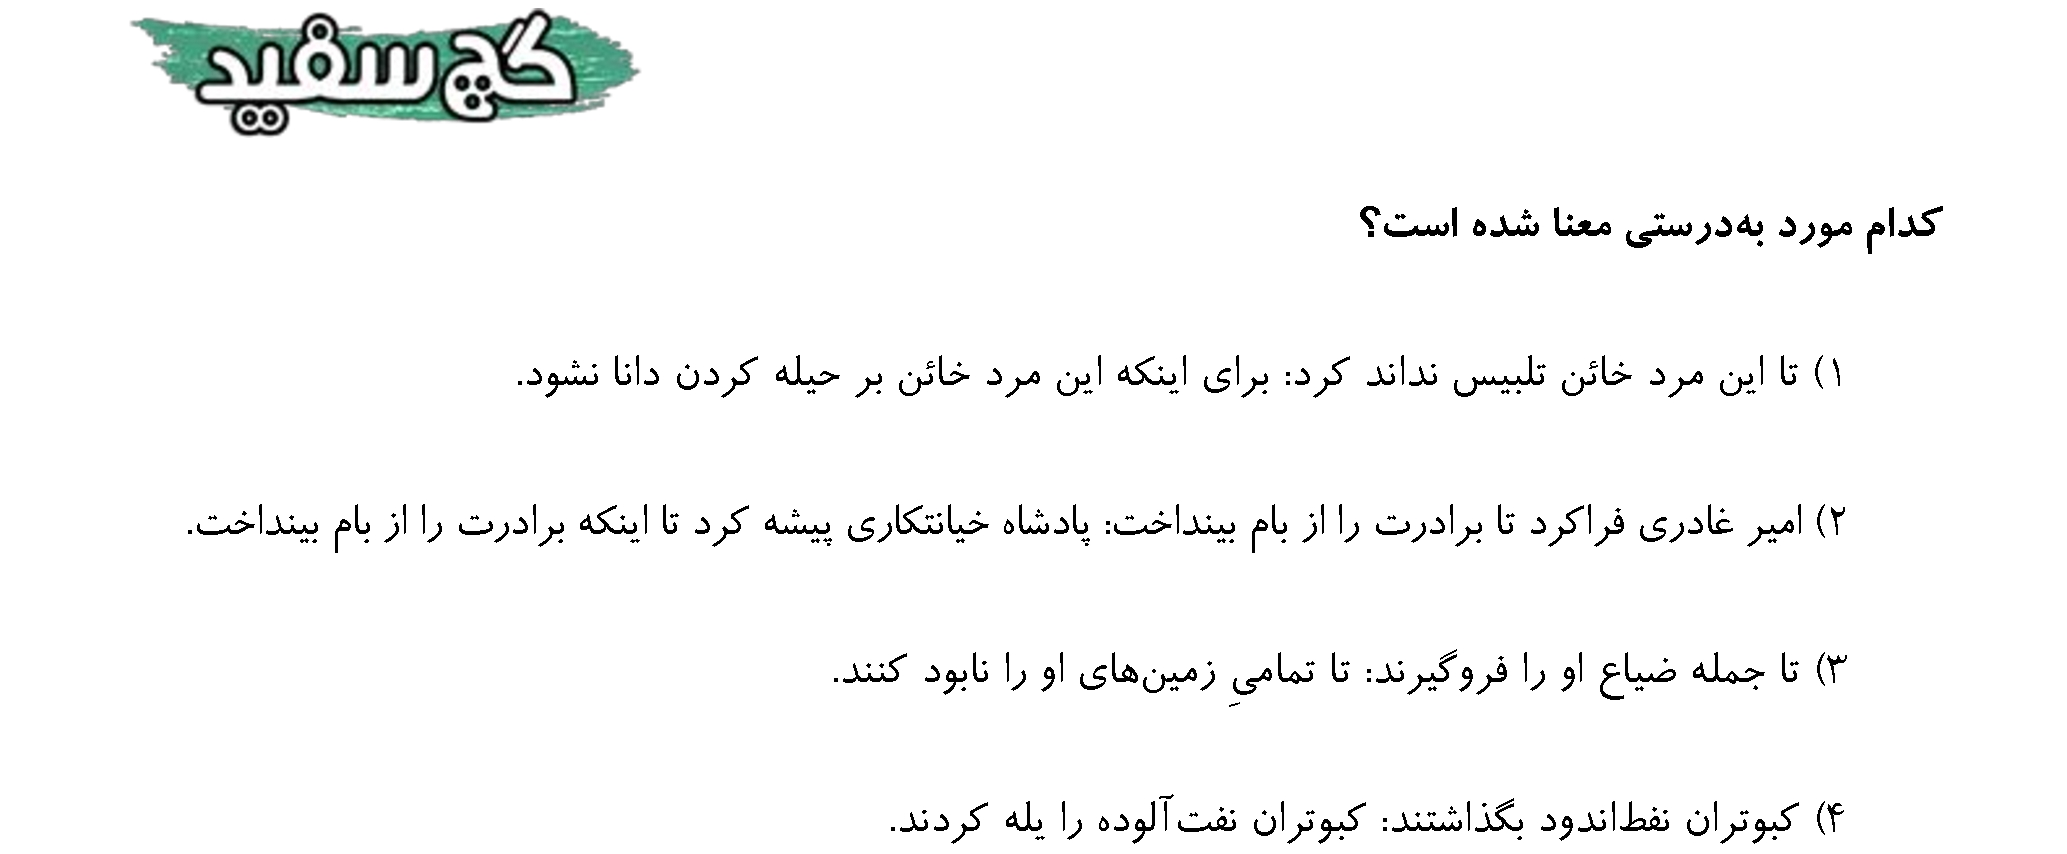 گچ سفید
کدام مورد به‌درستی معنا شده است؟
۱) تا این مرد خائن تلبیس نداند کرد: برای اینکه این مرد خائن بر حیله کردن دانا نشود.
۲) امیر غادری فراکرد تا برادرت را از بام بینداخت: پادشاه خیانتکاری پیشه کرد تا اینکه برادرت را از بام بینداخت.
۳) تا جمله ضیاع او را فروگیرند: تا تمامیِ زمین‌های او را نابود کنند.
۴) کبوتران نفط‌اندود بگذاشتند: کبوتران نفت‌آلوده را یله کردند.